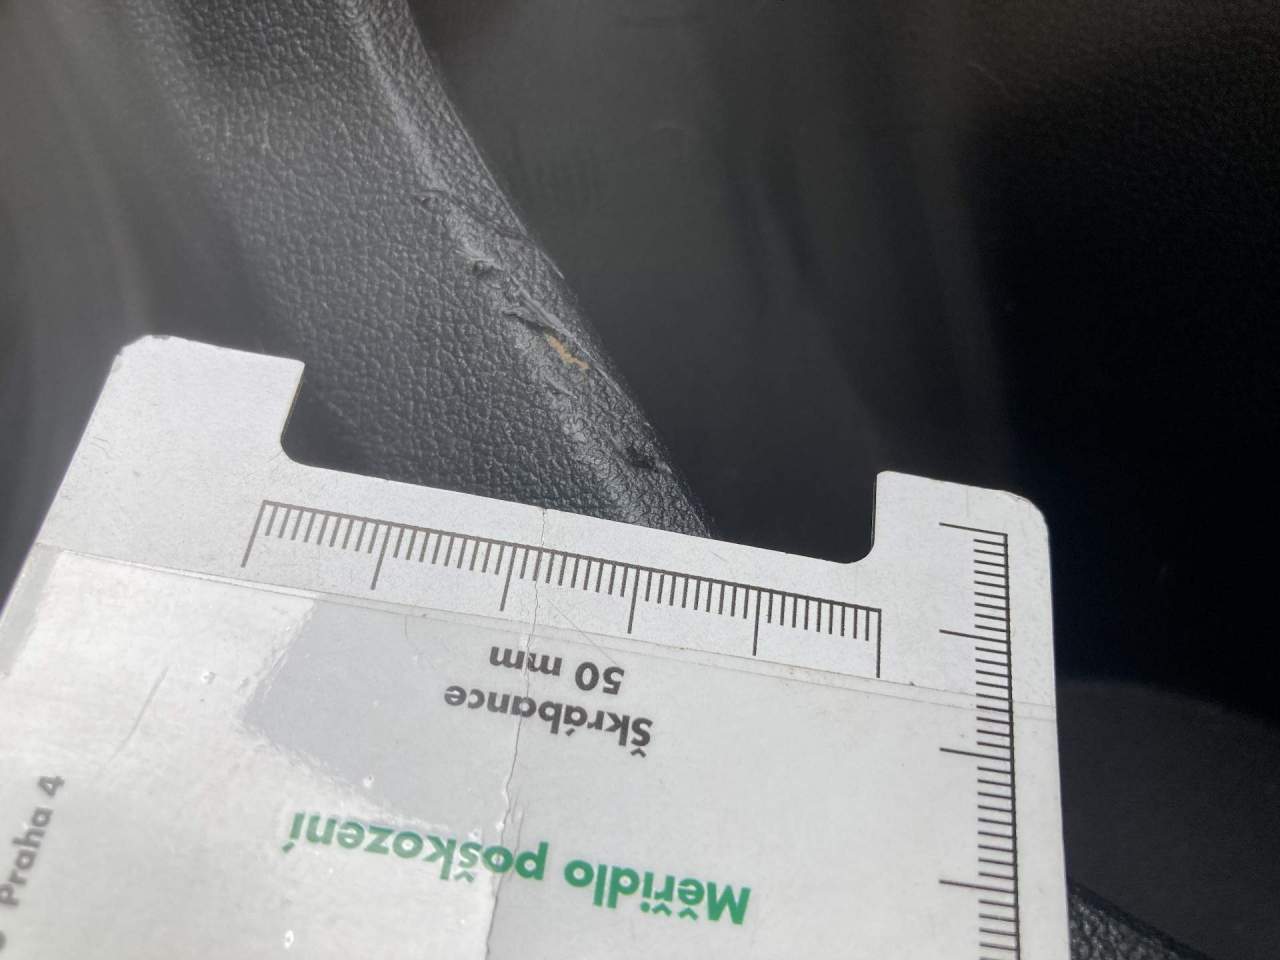 Měřidlo poškození
Škrábance
50 mm
Praha 4